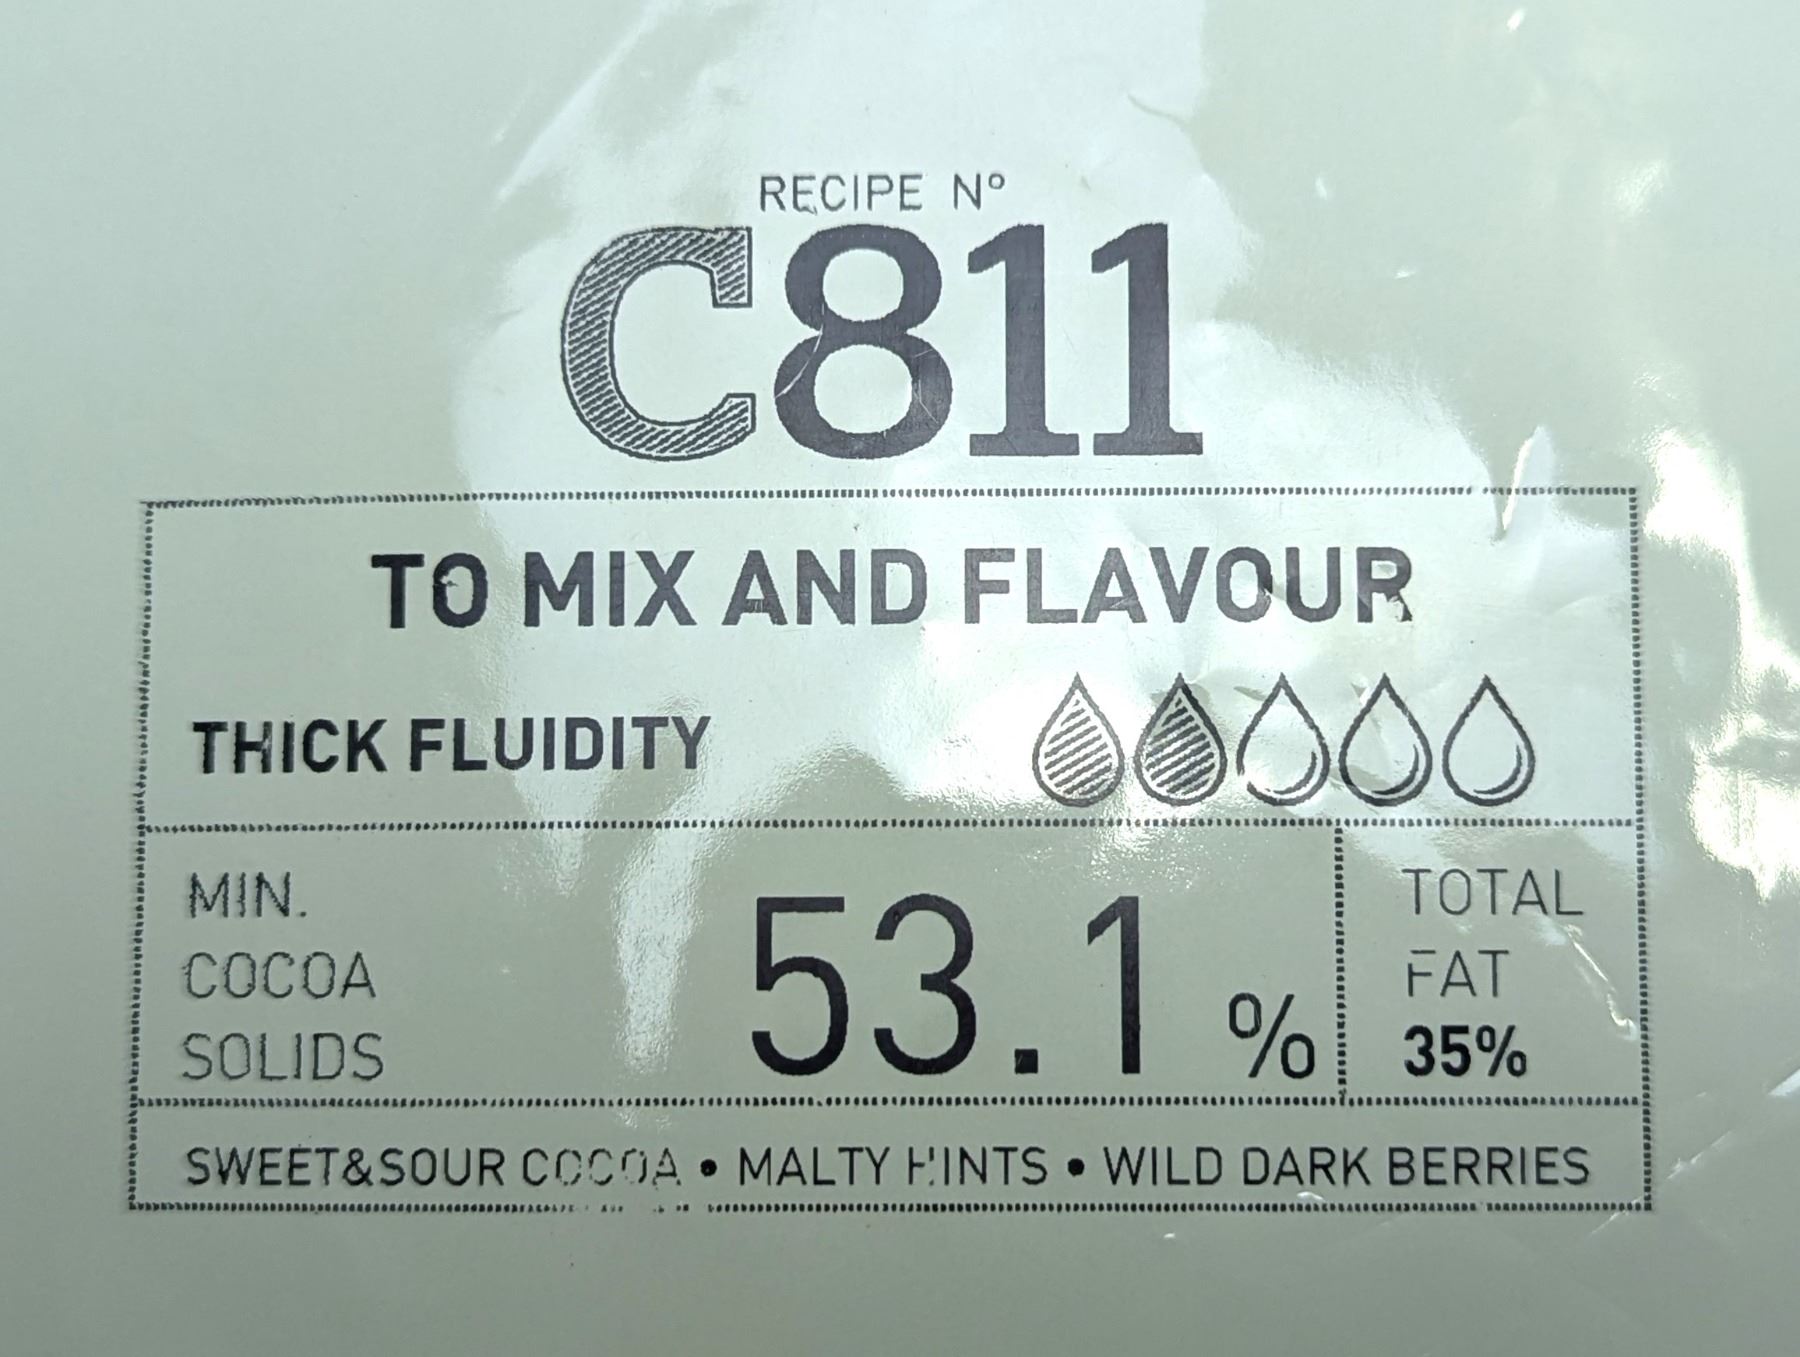 RECIPE Nº
C811
TO MIX AND FLAVOUR
THICK FLUIDITY
MIN.
COCOA
SOLIDS
53.1 %
TOTAL
FAT
35%
SWEET&SOUR COCOA • MALTY HINTS • WILD DARK BERRIES